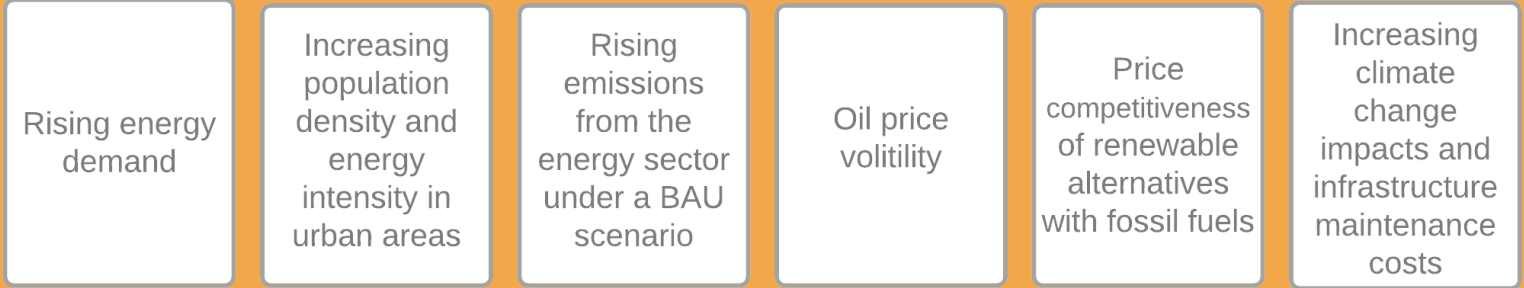 Rising energy
demand
Increasing
population
density and
energy
intensity in
urban areas
Rising
emissions
from the
energy sector
under a BAU
scenario
Oil price
volitility
Price
competitiveness
of renewable
alternatives
with fossil fuels
Increasing
climate
change
impacts and
infrastructure
maintenance
costs